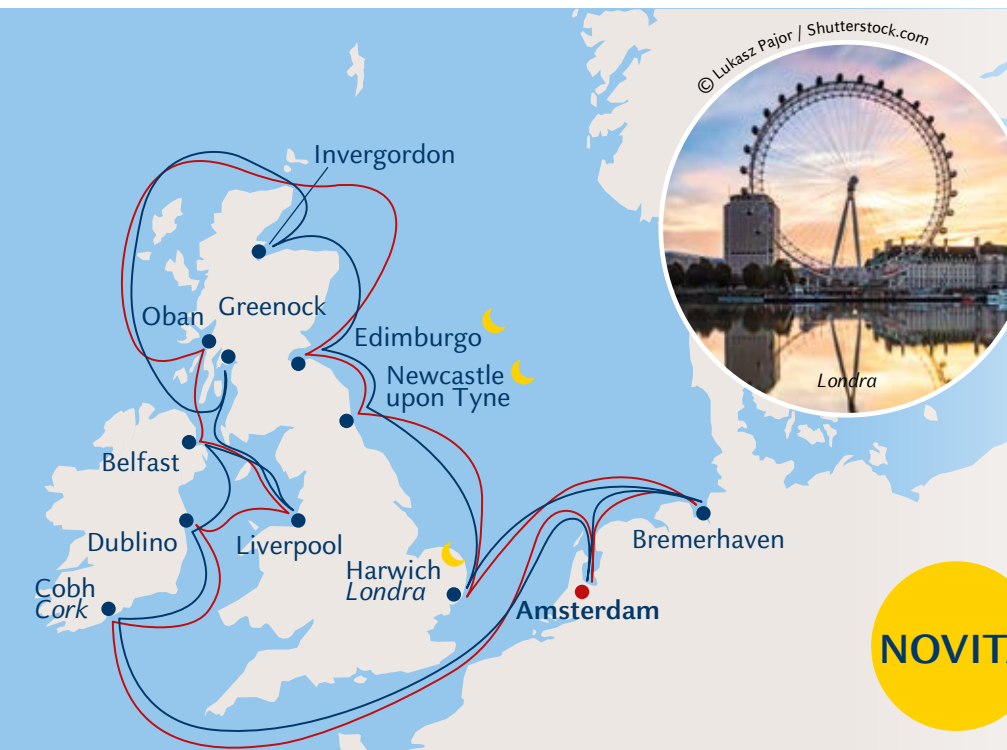 © Lukasz Pajor / Shutterstock.com
Invergordon
Oban
Greenock
Edimburgo
Newcastle
upon Tyne
Londra
Belfast
Dublino
Liverpool
Bremerhaven
Harwich
Londra
Cobh
Cork
Amsterdam
NOVIT